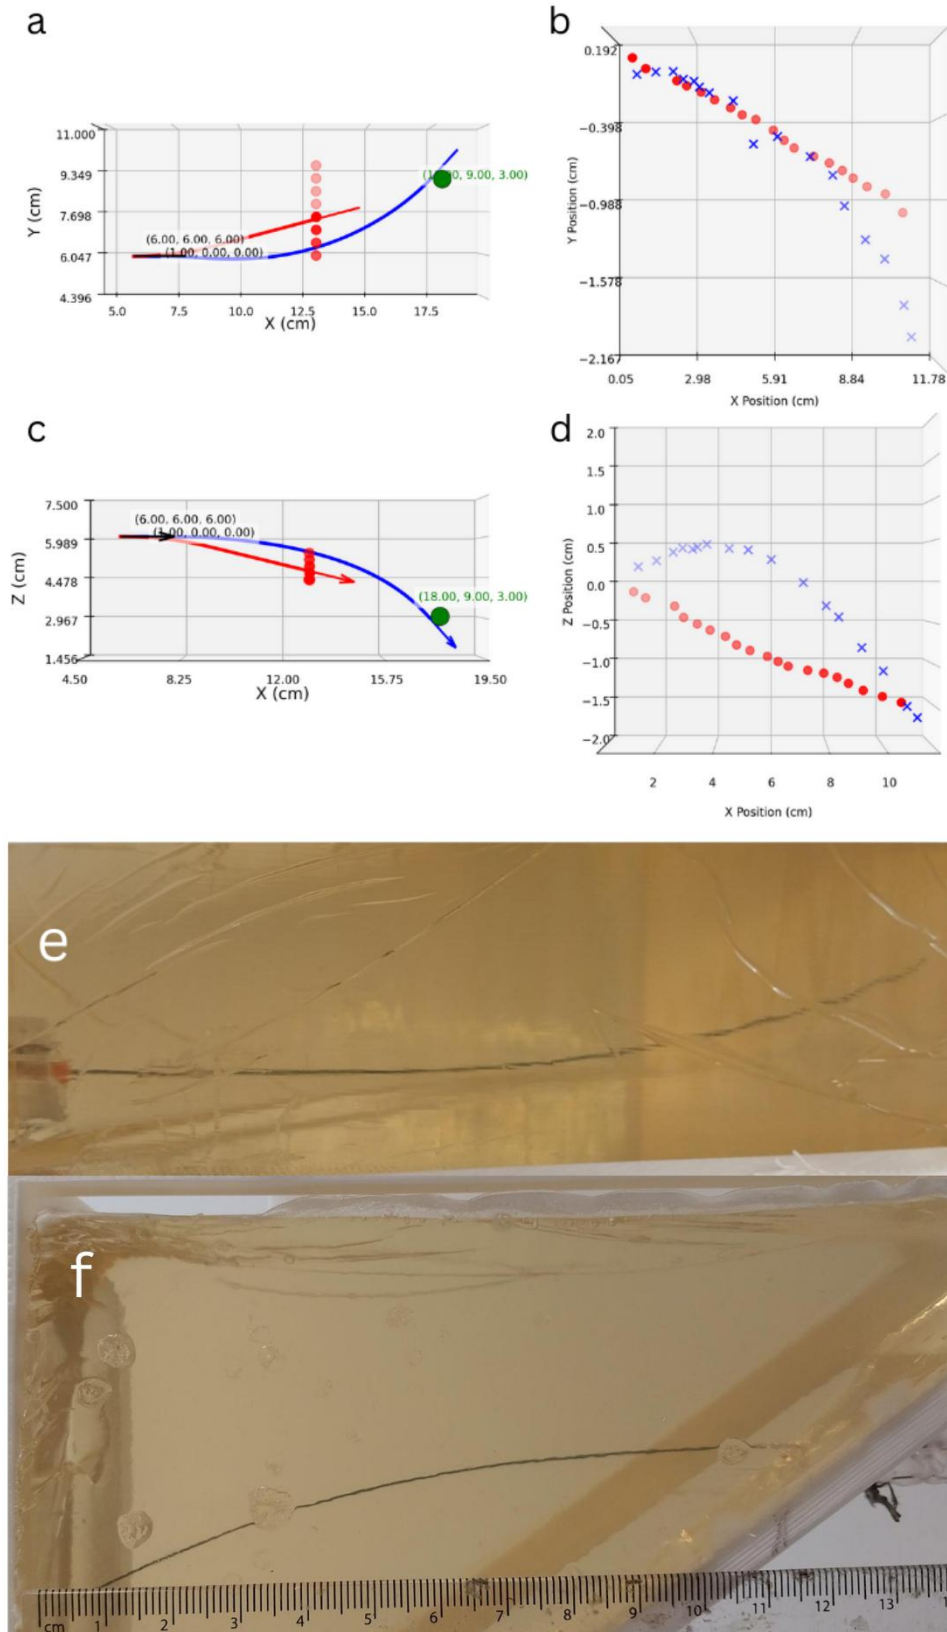 a
11.000
9.349
7.698
6.047
4.396
Y (cm)
5.0 7.5 10.0 12.5 15.0 17.5
X (cm)
(6.00, 6.00, 6.00)
(1.00, 0.00, 0.00)
9.00, 3.00)
b
0.192
−0.398
−0.988
−1.578
−2.167
Y Position (cm)
0.05 2.98 5.91 8.84 11.78
X Position (cm)
c
7.500
5.989
4.478
2.967
1.456
Z (cm)
4.50 8.25 12.00 15.75 19.50
X (cm)
(6.00, 6.00, 6.00)
(1.00, 0.00, 0.00)
(18.00, 9.00, 3.00)
d
2.0
1.5
1.0
0.5
0.0
−0.5
−1.0
−1.5
−2.0
Z Position (cm)
2 4 6 8 10
X Position (cm)
e
f
cm 1 2 3 4 5 6 7 8 9 10 11 12 13